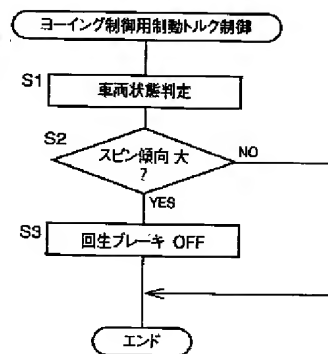 ヨーイング制御用制動トルク制御
S1
車両状態判定
S2
スピン傾向 大
?
NO
YES
S3
回生ブレーキ OFF
エンド